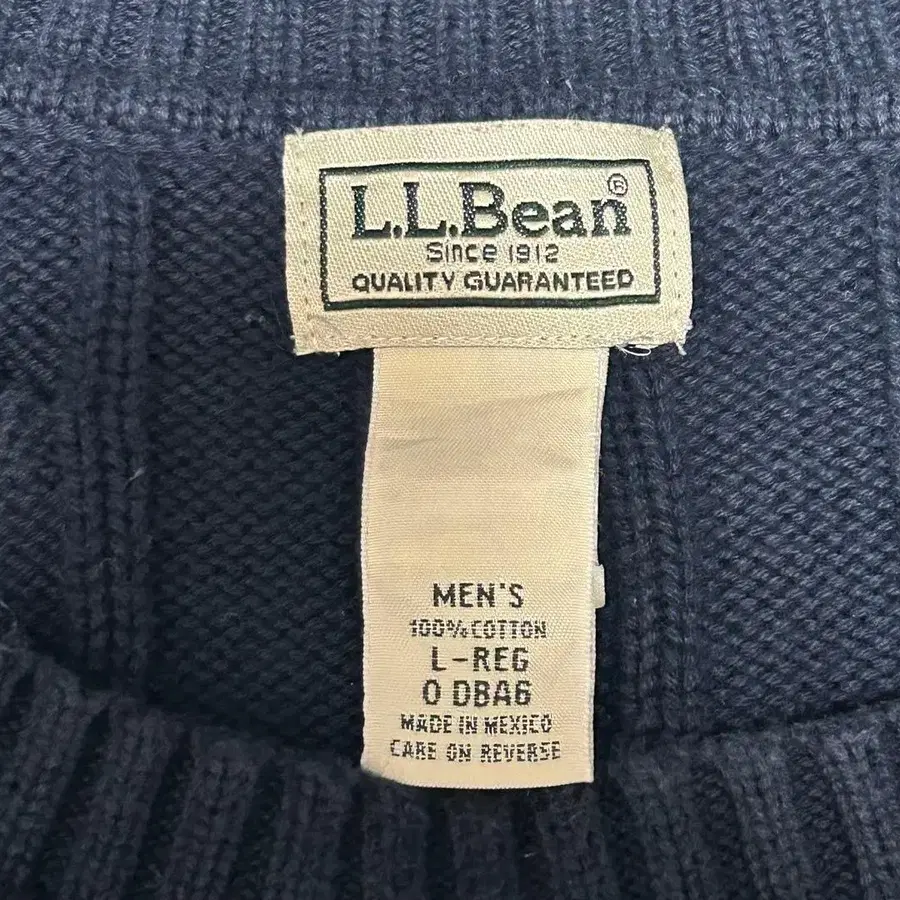 L.L.Bean®
Since 1912
QUALITY GUARANTEED
MEN'S
100% COTTON
L-REG
0 DBA6
MADE IN MEXICO
CARE ON REVERSE